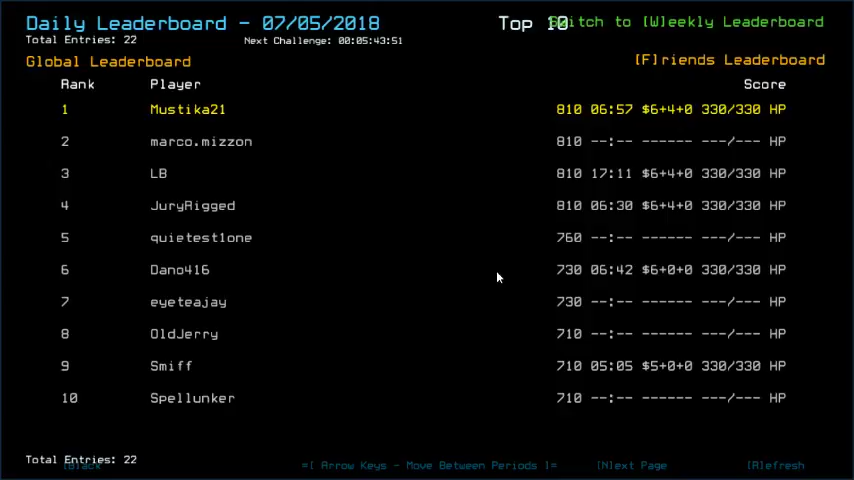 Daily Leaderboard - 07/05/2018 Top 10 Switch to [W]eekly Leaderboard
Total Entries: 22 Next Challenge: 00:05:43:51
Global Leaderboard [F]riends Leaderboard
Rank Player Score
1 Mustika21 810 06:57 $6+4+0 330/330 HP
2 marco.mizzon 810 --:-- ------ ---/--- HP
3 LB 810 17:11 $6+4+0 330/330 HP
4 JuryRigged 810 06:30 $6+4+0 330/330 HP
5 quietest1one 760 --:-- ------ ---/--- HP
6 Dano416 730 06:42 $6+0+0 330/330 HP
7 eyeteajay 730 --:-- ------ ---/--- HP
8 OldJerry 710 --:-- ------ ---/--- HP
9 Smiff 710 05:05 $5+0+0 330/330 HP
10 Spellunker 710 --:-- ------ ---/--- HP
Total Entries: 22
[B]ack =[ Arrow Keys - Move Between Periods ]= [N]ext Page [R]efresh